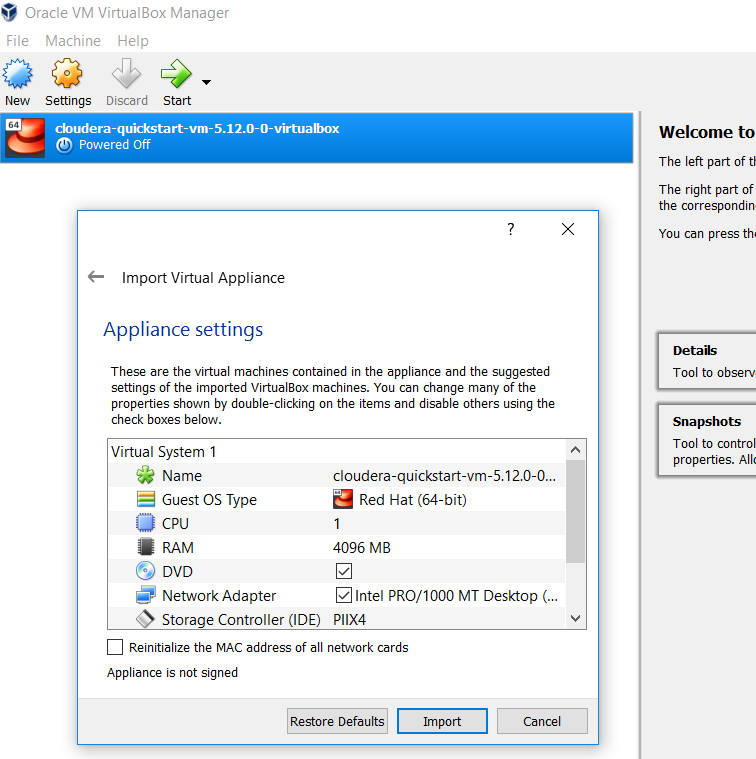 Oracle VM VirtualBox Manager
File Machine Help
New Settings Discard Start
64 cloudera-quickstart-vm-5.12.0-0-virtualbox
Powered Off
Welcome to
The left part of th
The right part of
the correspondin
You can press the
Details
Tool to observe
Snapshots
Tool to control
properties. Allo
?
Import Virtual Appliance
Appliance settings
These are the virtual machines contained in the appliance and the suggested
settings of the imported VirtualBox machines. You can change many of the
properties shown by double-clicking on the items and disable others using the
check boxes below.
Virtual System 1
Name cloudera-quickstart-vm-5.12.0-0...
Guest OS Type 64 Red Hat (64-bit)
CPU 1
RAM 4096 MB
DVD
Network Adapter Intel PRO/1000 MT Desktop (...
Storage Controller (IDE) PIIX4
Reinitialize the MAC address of all network cards
Appliance is not signed
Restore Defaults Import Cancel